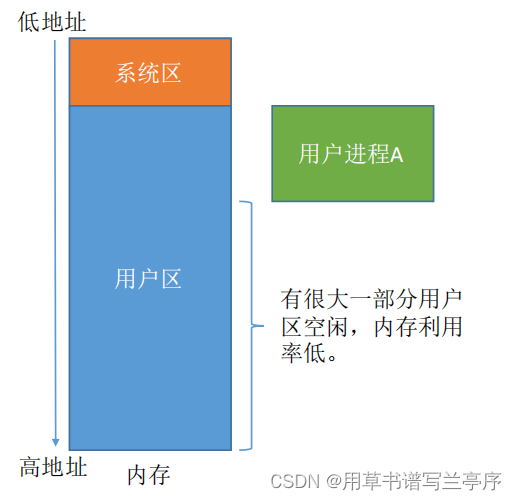 低地址
系统区
用户进程A
用户区
有很大一部分用户
区空闲，内存利用
率低。
高地址
内存
CSDN @用草书谱写兰亭序